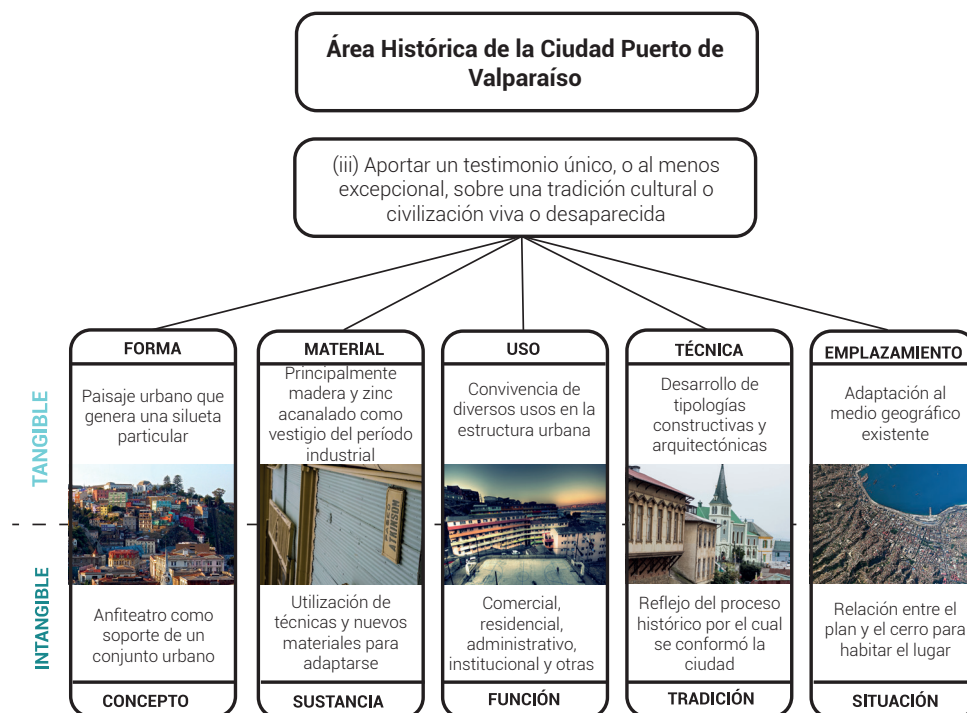 Área Histórica de la Ciudad Puerto de
Valparaíso
(iii) Aportar un testimonio único, o al menos
excepcional, sobre una tradición cultural o
civilización viva o desaparecida
TANGIBLE
INTANGIBLE
FORMA
Paisaje urbano que
genera una silueta
particular
Anfiteatro como
soporte de un
conjunto urbano
CONCEPTO
MATERIAL
Principalmente
madera y zinc
acanalado como
vestigio del período
industrial
Utilización de
técnicas y nuevos
materiales para
adaptarse
SUSTANCIA
USO
Convivencia de
diversos usos en la
estructura urbana
Comercial,
residencial,
administrativo,
institucional y otras
FUNCIÓN
TÉCNICA
Desarrollo de
tipologías
constructivas y
arquitectónicas
Reflejo del proceso
histórico por el cual
se conformó la
ciudad
TRADICIÓN
EMPLAZAMIENTO
Adaptación al
medio geográfico
existente
Relación entre el
plan y el cerro para
habitar el lugar
SITUACIÓN